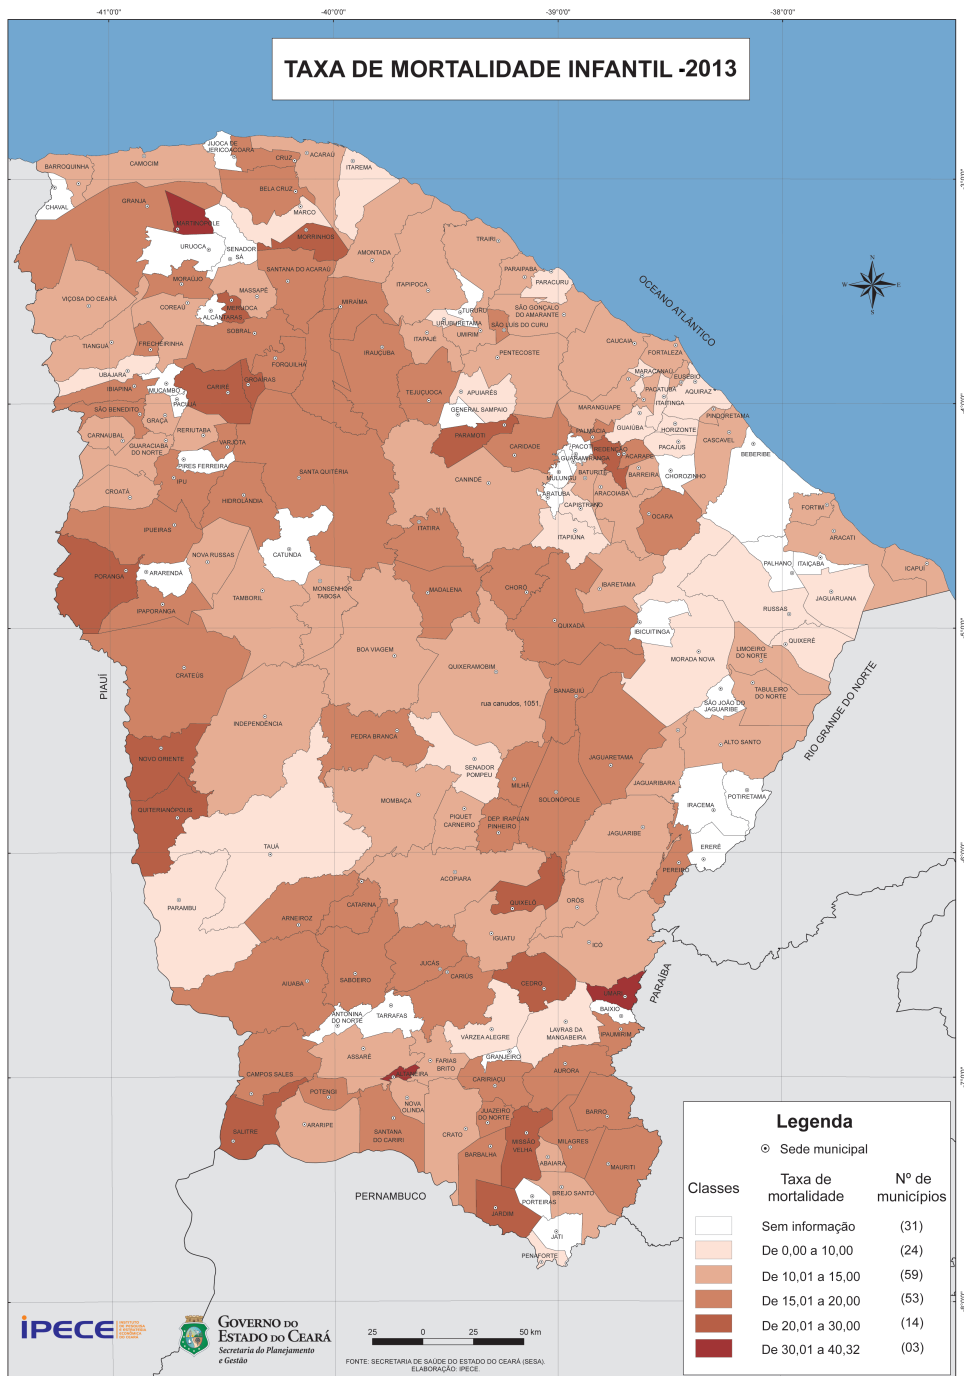 -41°0'0"
-40°0'0"
-39°0'0"
-38°0'0"
TAXA DE MORTALIDADE INFANTIL -2013
JIJOCA DE
JERICOACOARA
CRUZ
ACARAÚ
ITAREMA
BARROQUINHA
CAMOCIM
CHAVAL
GRANJA
BELA CRUZ
MARCO
MARTINÓPOLE
MORRINHOS
URUOCA
SENADOR
SÁ
AMONTADA
TRAIRI
SANTANA DO ACARAÚ
PARAIPABA
PARACURU
OCEANO ATLÂNTICO
N
W
E
S
MORAÚJO
MASSAPÊ
ITAPIPOCA
VIÇOSA DO CEARÁ
COREAÚ
MERUOCA
MIRAÍMA
TURURU
SÃO GONÇALO
DO AMARANTE
ALCÂNTARAS
URUBURETAMA
SÃO LUIS DO CURU
SOBRAL
UMIRIM
ITAPAJÉ
TIANGUA
FRECHEIRINHA
IRAUÇUBA
PENTECOSTE
CAUCAIA
FORTALEZA
FORQUILHA
UBAJARA
MARACANAÚ
EUSÉBIO
IBIAPINA
MUCAMBO
CARIRÉ
GROAÍRAS
TEJUÇUOCA
APUIARÉS
PACATUBA
AQUIRAZ
PACUJÁ
ITAITINGA
SÃO BENEDITO
GENERAL SAMPAIO
MARANGUAPE
PINDORETAMA
GRAÇA
GUAIÚBA
HORIZONTE
CARNAUBAL
RERIUTABA
PARAMOTI
PALMÁCIA
CASCAVEL
GUARACIABA
DO NORTE
VARJOTA
CARIDADE
PACOTI
REDENÇÃO
PACAJUS
BEBERIBE
PIRES FERREIRA
GUARAMIRANGA
ACARAPE
SANTA QUITÉRIA
CANINDE
MULUNGU
BATURITÉ
BARREIRA
CHOROZINHO
IPU
ARATUBA
ARACOIABA
CROATÁ
HIDROLÂNDIA
CAPISTRANO
FORTIM
OCARA
IPUEIRAS
ITATIRA
ITAPIÚNA
ARACATI
NOVA RUSSAS
CATUNDA
PALHANO
ITAIÇABA
ICAPUÍ
PORANGA
ARARENDÁ
MONSENHOR
TABOSA
MADALENA
CHORÓ
IBARETAMA
TAMBORIL
JAGUARUANA
IPAPORANGA
RUSSAS
QUIXADÁ
IBICUITINGA
QUIXERÉ
BOA VIAGEM
LIMOEIRO
DO NORTE
QUIXERAMOBIM
MORADA NOVA
CRATEÚS
PIAUÍ
BANABUIÚ
TABULEIRO
DO NORTE
rua canudos, 1051.
SÃO JOÃO DO
JAGUARIBE
INDEPENDÊNCIA
RIO GRANDE DO NORTE
PEDRA BRANCA
ALTO SANTO
NOVO ORIENTE
SENADOR
POMPEU
JAGUARETAMA
MILHÃ
JAGUARIBARA
MOMBAÇA
SOLONÓPOLE
POTIRETAMA
QUITERIANÓPOLIS
IRACEMA
PIQUET
CARNEIRO
DEP. IRAPUAN
PINHEIRO
JAGUARIBE
TAUÁ
ERERÊ
PEREIRO
ACOPIARA
PARAMBU
CATARINA
QUIXELÔ
ORÓS
ARNEIROZ
IGUATU
ICÓ
JUCÁS
SABOEIRO
CARIÚS
PARAÍBA
AIUABA
CEDRO
UMARI
ANTONINA
DO NORTE
TARRAFAS
BAIXIO
LAVRAS DA
MANGABEIRA
IPAUMIRIM
VÁRZEA ALEGRE
ASSARÉ
GRANJEIRO
FARIAS
BRITO
AURORA
CAMPOS SALES
ALTANEIRA
CARIRIAÇU
POTENGI
NOVA
OLINDA
JUAZEIRO
DO NORTE
BARRO
SALITRE
ARARIPE
SANTANA
DO CARIRI
CRATO
MISSÃO
VELHA
MILAGRES
BARBALHA
ABAIARA
MAURITI
PERNAMBUCO
PORTEIRAS
BREJO SANTO
JARDIM
JATI
PENAFORTE
Legenda
Sede municipal
Classes
Taxa de
mortalidade
Nº de
municípios
Sem informação
(31)
De 0,00 a 10,00
(24)
De 10,01 a 15,00
(59)
De 15,01 a 20,00
(53)
De 20,01 a 30,00
(14)
De 30,01 a 40,32
(03)
iPECE
INSTITUTO
DE PESQUISA
E ESTRATÉGIA
ECONÔMICA
DO CEARÁ
GOVERNO DO
ESTADO DO CEARÁ
Secretaria do Planejamento
e Gestão
25
0
25
50 km
FONTE: SECRETARIA DE SAÚDE DO ESTADO DO CEARÁ (SESA).
ELABORAÇÃO: IPECE.